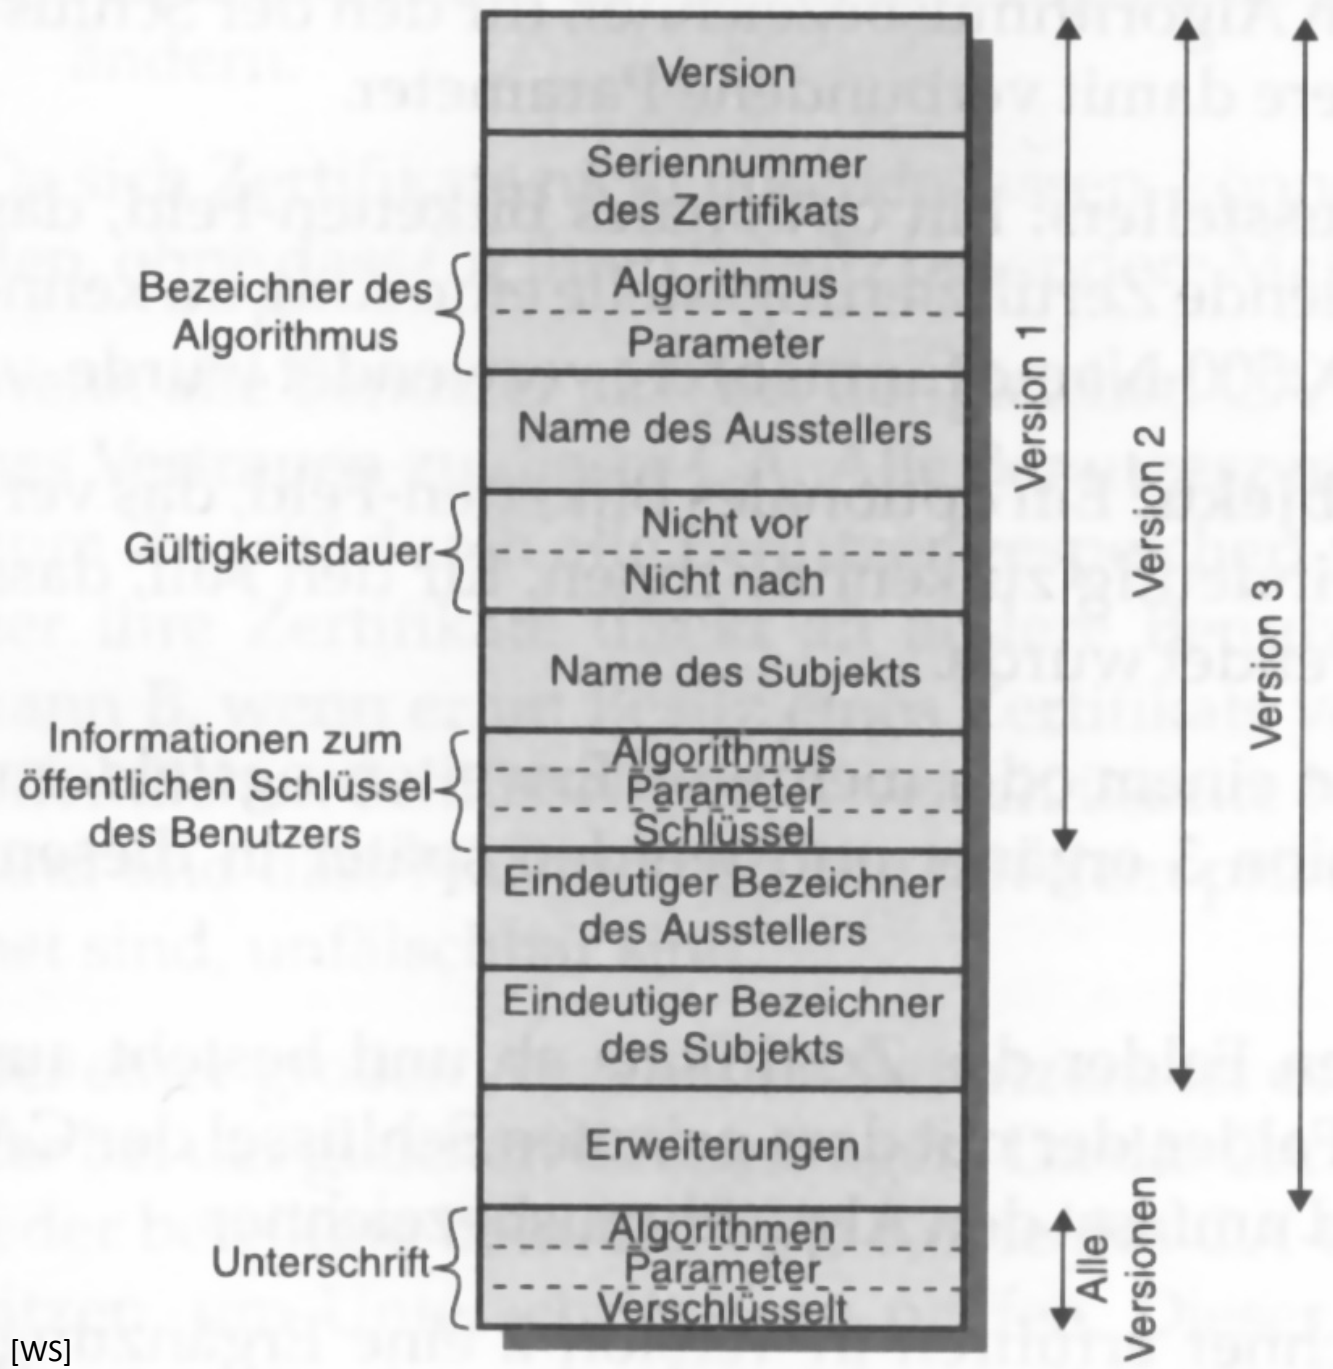 Version
Seriennummer
des Zertifikats
Bezeichner des
Algorithmus
Algorithmus
Parameter
Name des Ausstellers
Gültigkeitsdauer
Nicht vor
Nicht nach
Name des Subjekts
Informationen zum
öffentlichen Schlüssel
des Benutzers
Algorithmus
Parameter
Schlüssel
Eindeutiger Bezeichner
des Ausstellers
Eindeutiger Bezeichner
des Subjekts
Erweiterungen
Unterschrift
Algorithmen
Parameter
Verschlüsselt
Version 1
Version 2
Version 3
Alle
Versionen
[WS]